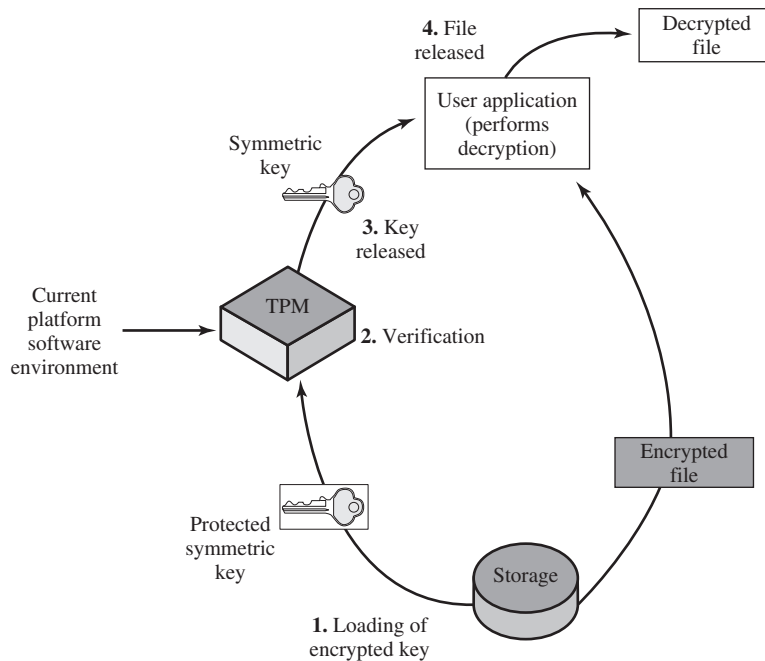 4. File
released
Decrypted
file
User application
(performs
decryption)
Symmetric
key
3. Key
released
TPM
Current
platform
software
environment
2. Verification
Encrypted
file
Protected
symmetric
key
Storage
1. Loading of
encrypted key